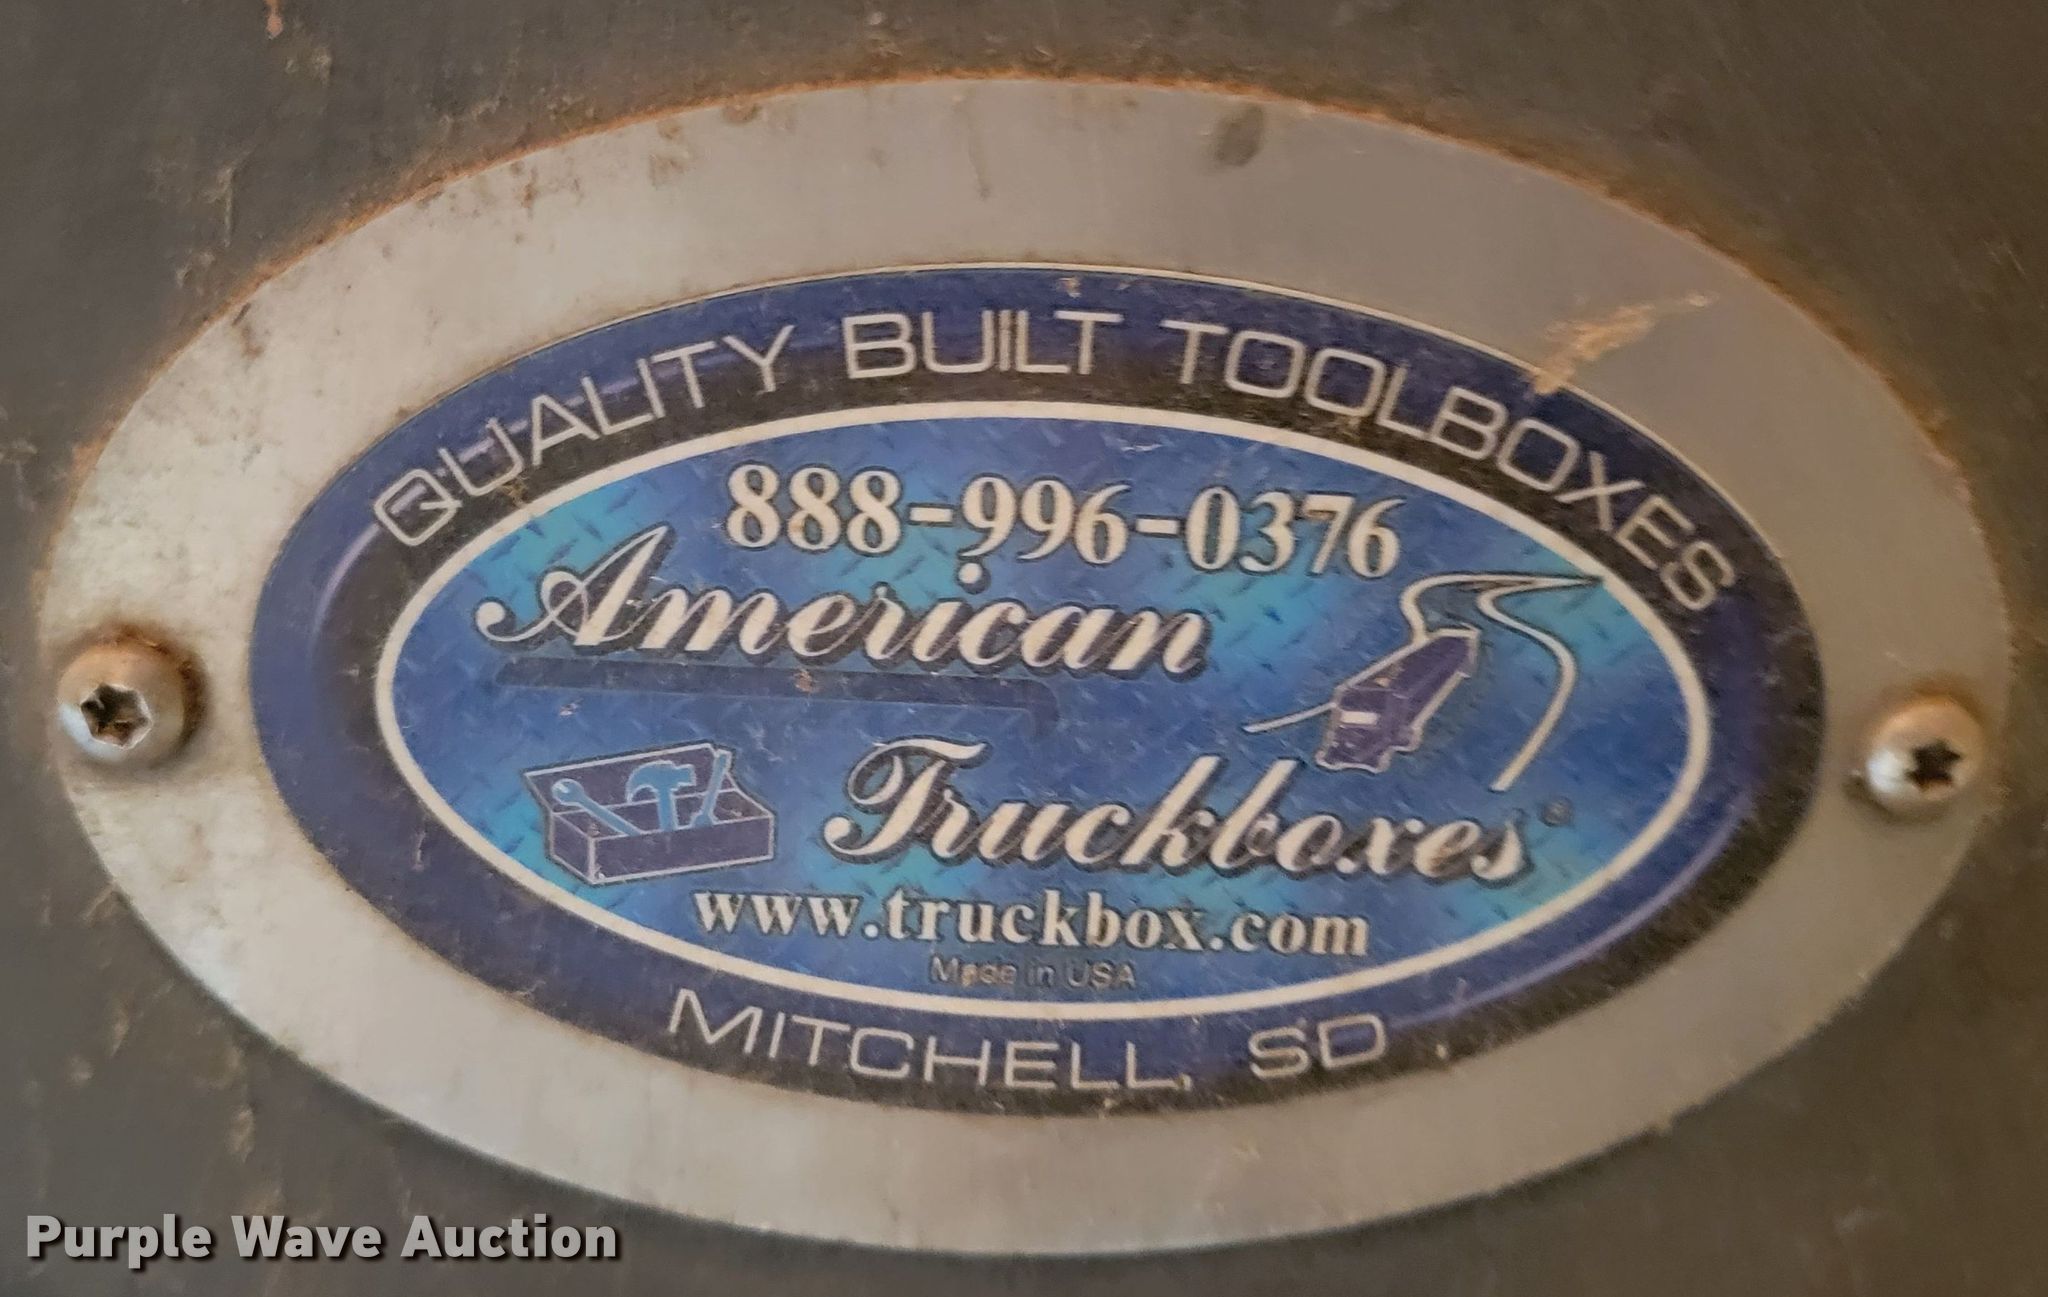 QUALITY BUILT TOOLBOXES
888-996-0376
American
Truckboxes®
www.truckbox.com
Made in USA
MITCHELL, SD
Purple Wave Auction